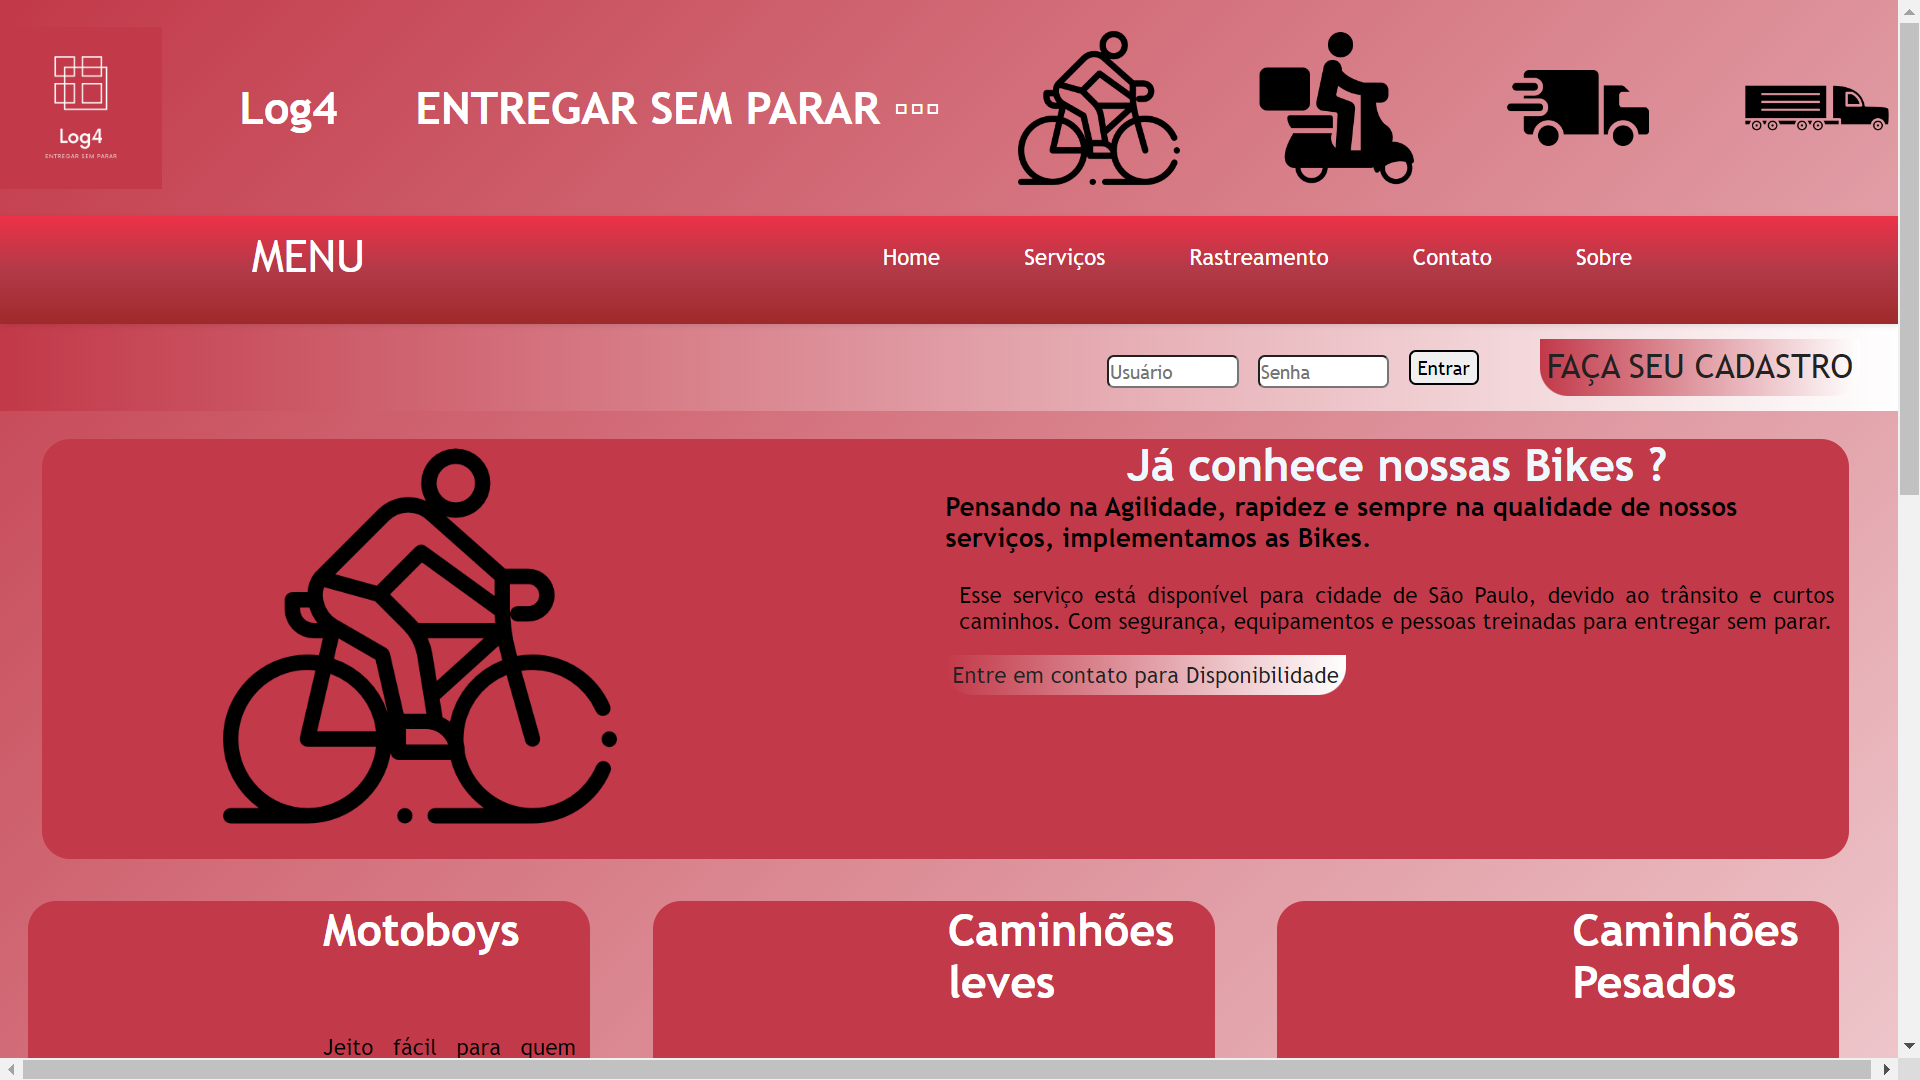 Log4
ENTREGAR SEM PARAR
Log4
ENTREGAR SEM PARAR
MENU
Home
Serviços
Rastreamento
Contato
Sobre
Usuário
Senha
Entrar
FAÇA SEU CADASTRO
Já conhece nossas Bikes ?
Pensando na Agilidade, rapidez e sempre na qualidade de nossos
serviços, implementamos as Bikes.
Esse serviço está disponível para cidade de São Paulo, devido ao trânsito e curtos
caminhos. Com segurança, equipamentos e pessoas treinadas para entregar sem parar.
Entre em contato para Disponibilidade
Motoboys
Jeito fácil para quem
Caminhões
leves
Caminhões
Pesados